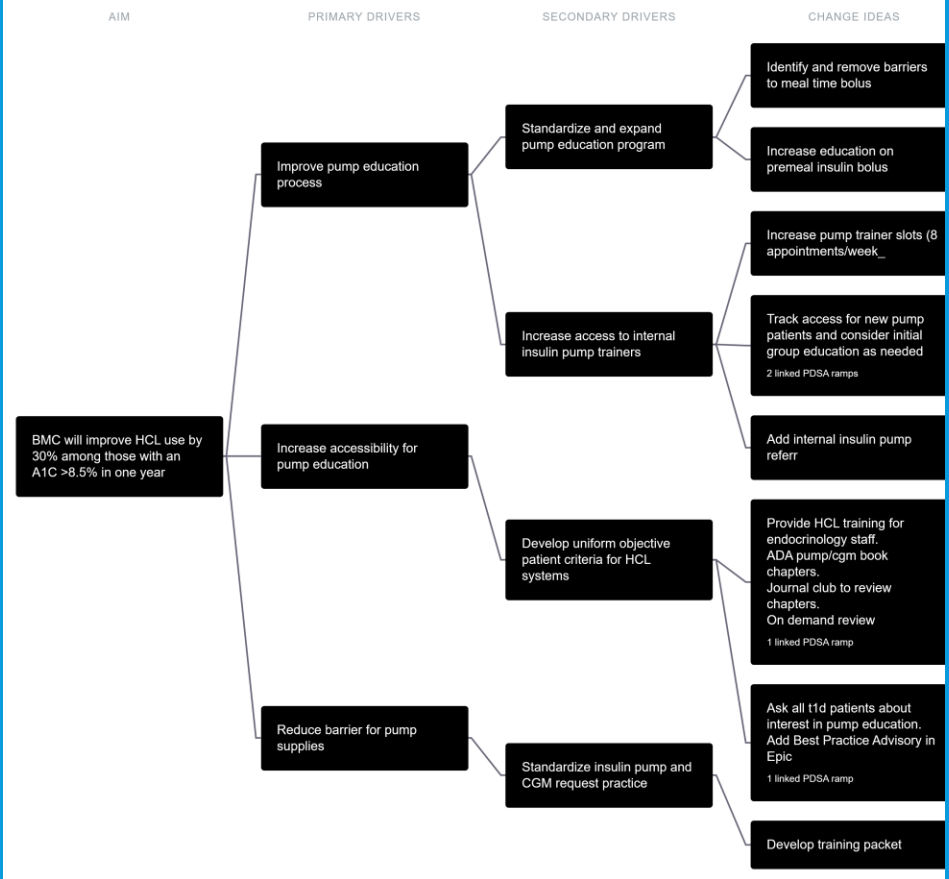 AIM
PRIMARY DRIVERS
SECONDARY DRIVERS
CHANGE IDEAS
BMC will improve HCL use by
30% among those with an
A1C >8.5% in one year
Improve pump education
process
Increase accessibility for
pump education
Reduce barrier for pump
supplies
Standardize and expand
pump education program
Increase access to internal
insulin pump trainers
Develop uniform objective
patient criteria for HCL
systems
Standardize insulin pump and
CGM request practice
Identify and remove barriers
to meal time bolus
Increase education on
premeal insulin bolus
Increase pump trainer slots (8
appointments/week_
Track access for new pump
patients and consider initial
group education as needed
2 linked PDSA ramps
Add internal insulin pump
referr
Provide HCL training for
endocrinology staff.
ADA pump/cgm book
chapters.
Journal club to review
chapters.
On demand review
1 linked PDSA ramp
Ask all t1d patients about
interest in pump education.
Add Best Practice Advisory in
Epic
1 linked PDSA ramp
Develop training packet